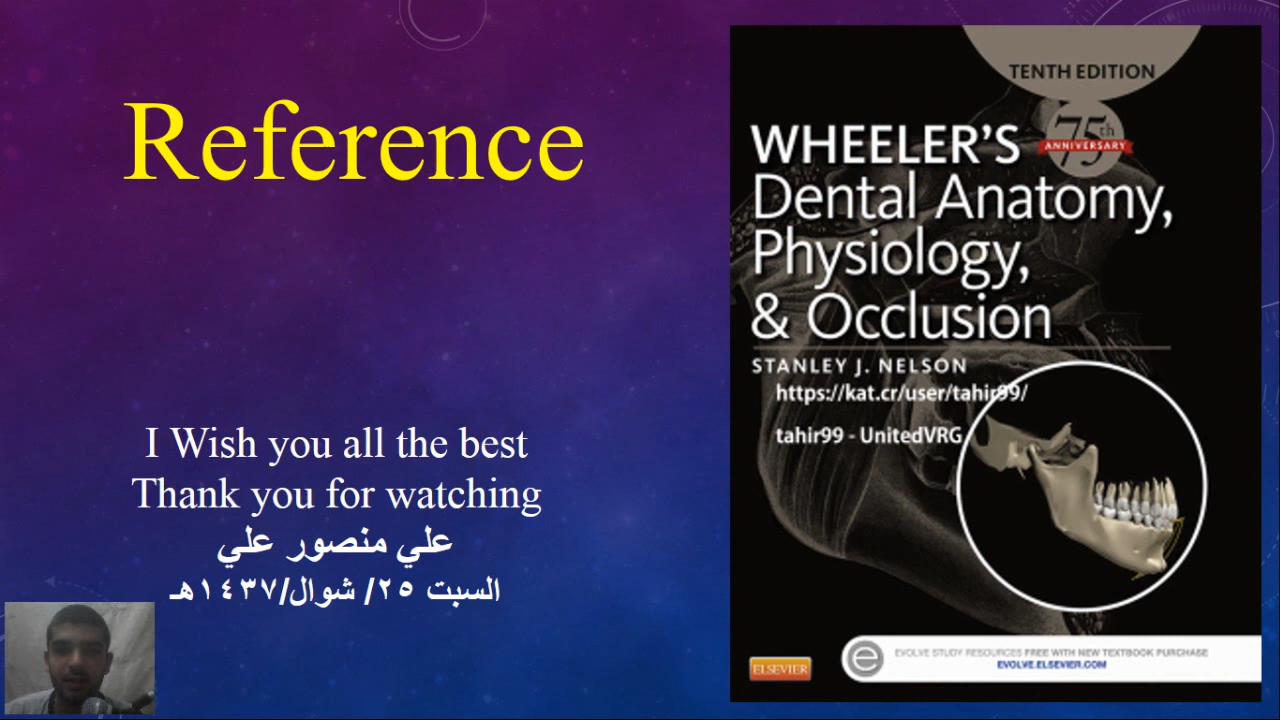 Reference
I Wish you all the best
Thank you for watching
علي منصور علي
السبت ٢٥/ شوال/١٤٣٧هـ
TENTH EDITION
75th
ANNIVERSARY
WHEELER'S
Dental Anatomy,
Physiology,
& Occlusion
STANLEY J. NELSON
https://kat.cr/user/tahir99/
tahir99 - UnitedVRG
ELSEVIER
e
EVOLVE STUDY RESOURCES FREE WITH NEW TEXTBOOK PURCHASE
EVOLVE.ELSEVIER.COM